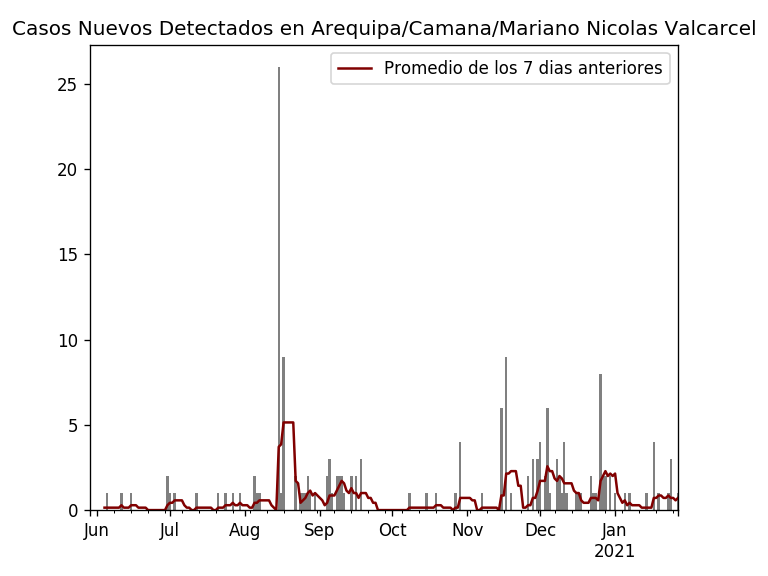 Casos Nuevos Detectados en Arequipa/Camana/Mariano Nicolas Valcarcel
Promedio de los 7 dias anteriores
25
20
15
10
5
0
Jun Jul Aug Sep Oct Nov Dec Jan
2021